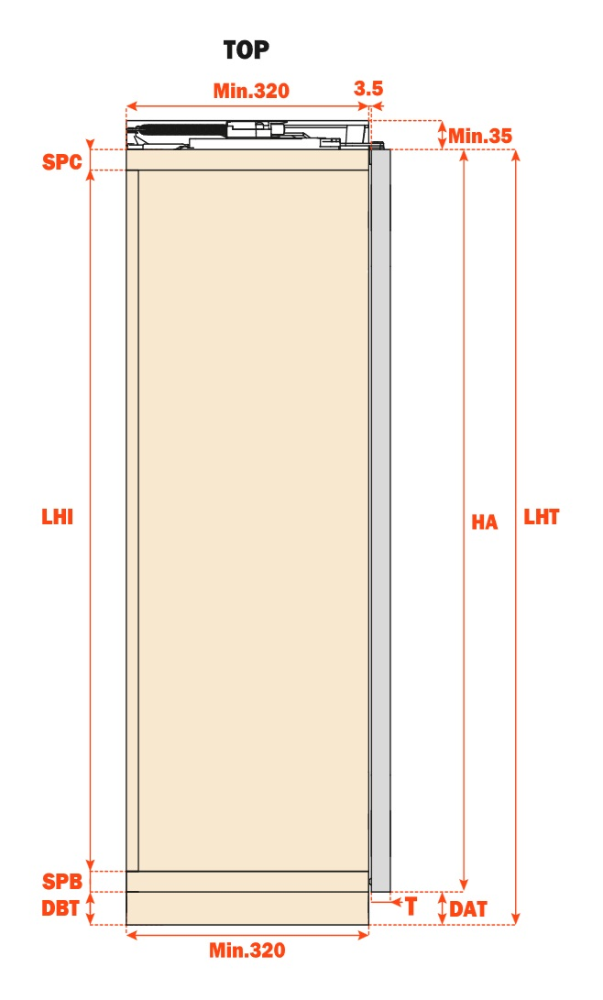 TOP
Min.320
3.5
Min.35
SPC
LHI
HA
LHT
SPB
DBT
T
DAT
Min.320